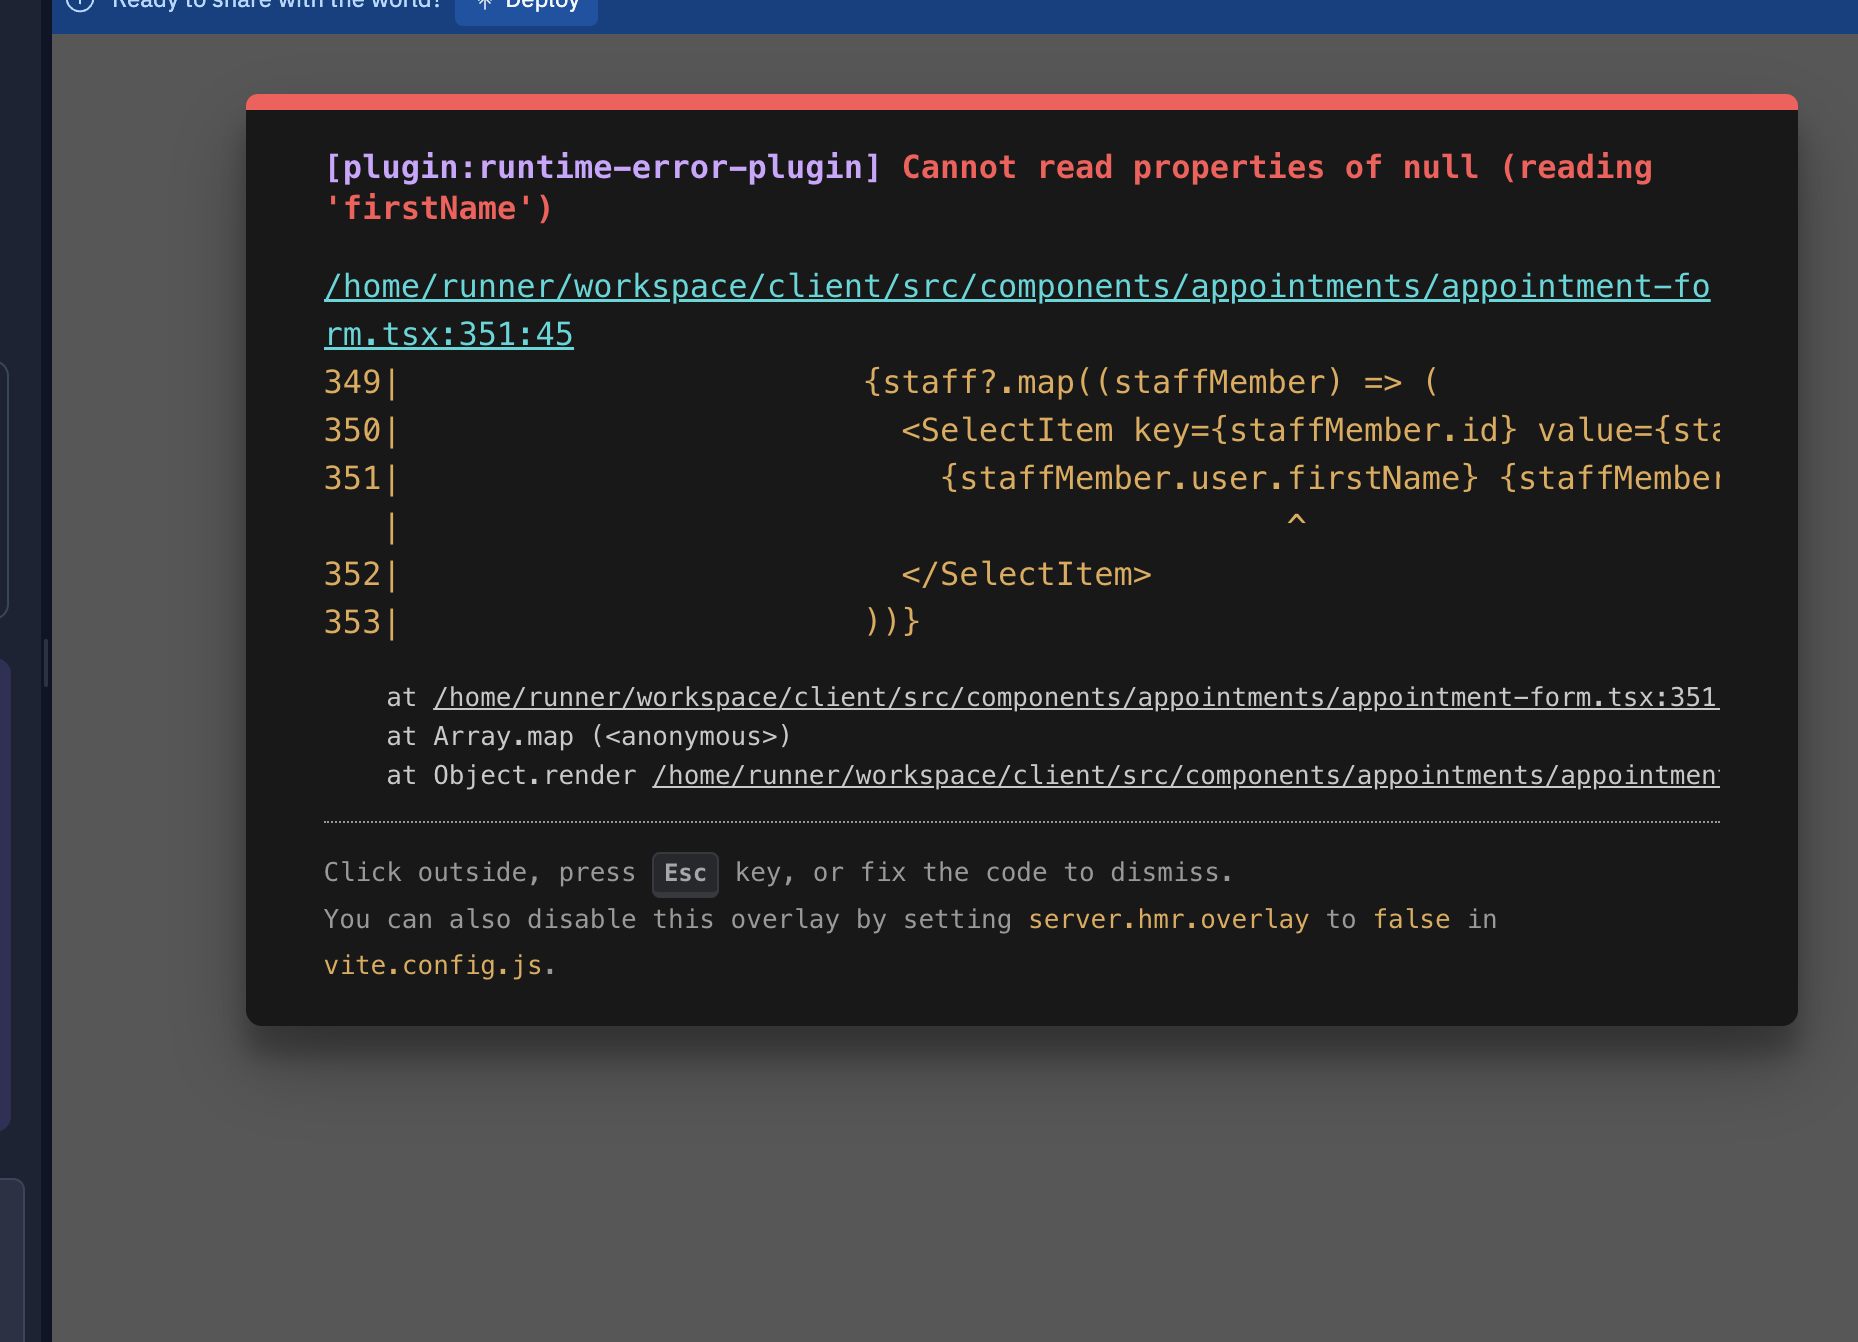 Ready to share with the world! Deploy
[plugin:runtime-error-plugin] Cannot read properties of null (reading
'firstName')
/home/runner/workspace/client/src/components/appointments/appointment-fo
rm.tsx:351:45
349|                        {staff?.map((staffMember) => (
350|                          <SelectItem key={staffMember.id} value={sta
351|                            {staffMember.user.firstName} {staffMember
   |                                              ^
352|                          </SelectItem>
353|                        ))}
at /home/runner/workspace/client/src/components/appointments/appointment-form.tsx:351
at Array.map (<anonymous>)
at Object.render /home/runner/workspace/client/src/components/appointments/appointment
Click outside, press Esc key, or fix the code to dismiss.
You can also disable this overlay by setting server.hmr.overlay to false in
vite.config.js.